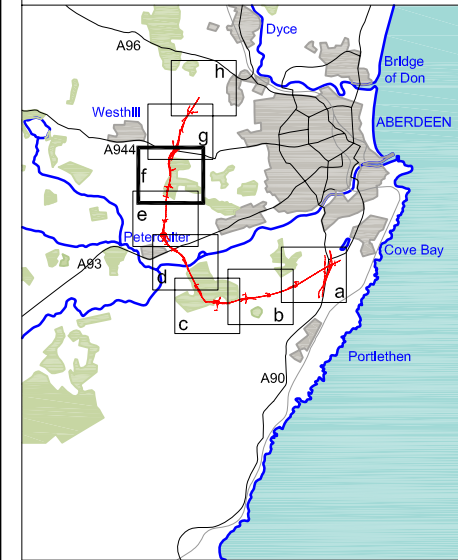 Dyce
A96
Bridge
of Don
h
Westhill
ABERDEEN
g
A944
f
e
Peterculter
Cove Bay
A93
d
a
b
c
Portlethen
A90